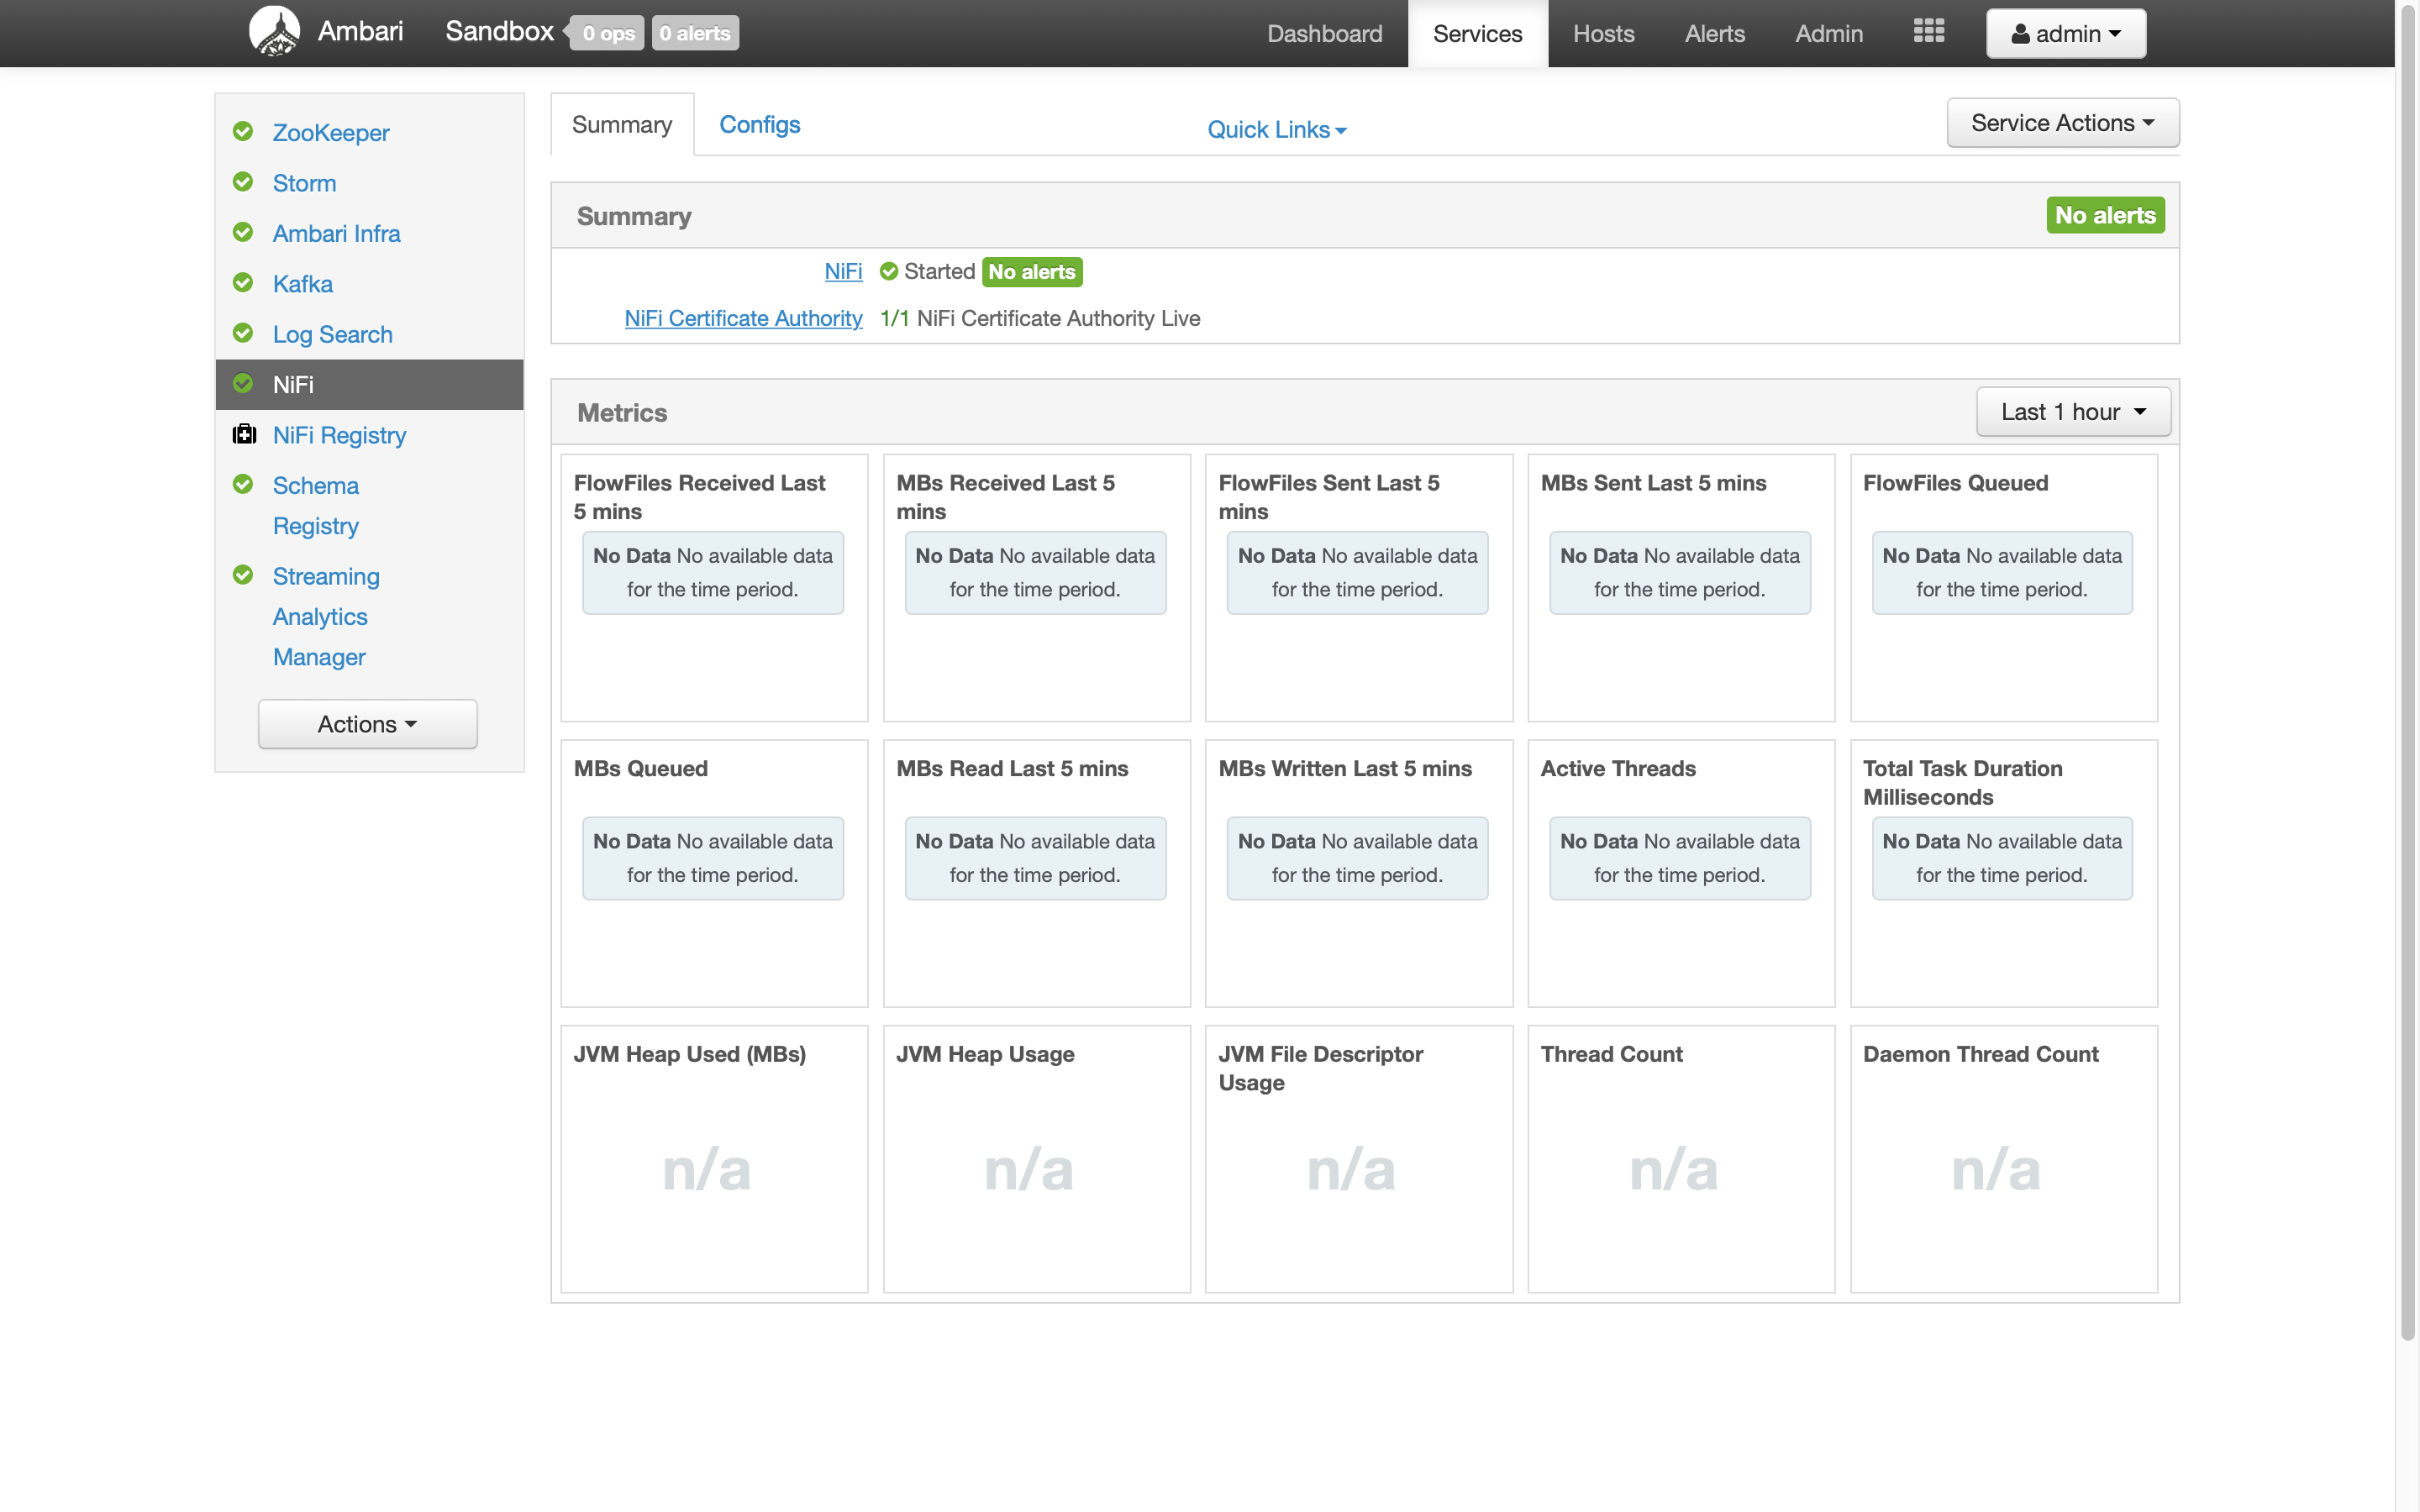 Ambari Sandbox 0 ops 0 alerts Dashboard Services Hosts Alerts Admin admin
ZooKeeper
Storm
Ambari Infra
Kafka
Log Search
NiFi
NiFi Registry
Schema
Registry
Streaming
Analytics
Manager
Actions
Summary Configs Quick Links Service Actions
Summary No alerts
NiFi Started No alerts
NiFi Certificate Authority 1/1 NiFi Certificate Authority Live
Metrics Last 1 hour
FlowFiles Received Last
5 mins
No Data No available data
for the time period.
MBs Received Last 5
mins
No Data No available data
for the time period.
FlowFiles Sent Last 5
mins
No Data No available data
for the time period.
MBs Sent Last 5 mins
No Data No available data
for the time period.
FlowFiles Queued
No Data No available data
for the time period.
MBs Queued
No Data No available data
for the time period.
MBs Read Last 5 mins
No Data No available data
for the time period.
MBs Written Last 5 mins
No Data No available data
for the time period.
Active Threads
No Data No available data
for the time period.
Total Task Duration
Milliseconds
No Data No available data
for the time period.
JVM Heap Used (MBs)
n/a
JVM Heap Usage
n/a
JVM File Descriptor
Usage
n/a
Thread Count
n/a
Daemon Thread Count
n/a